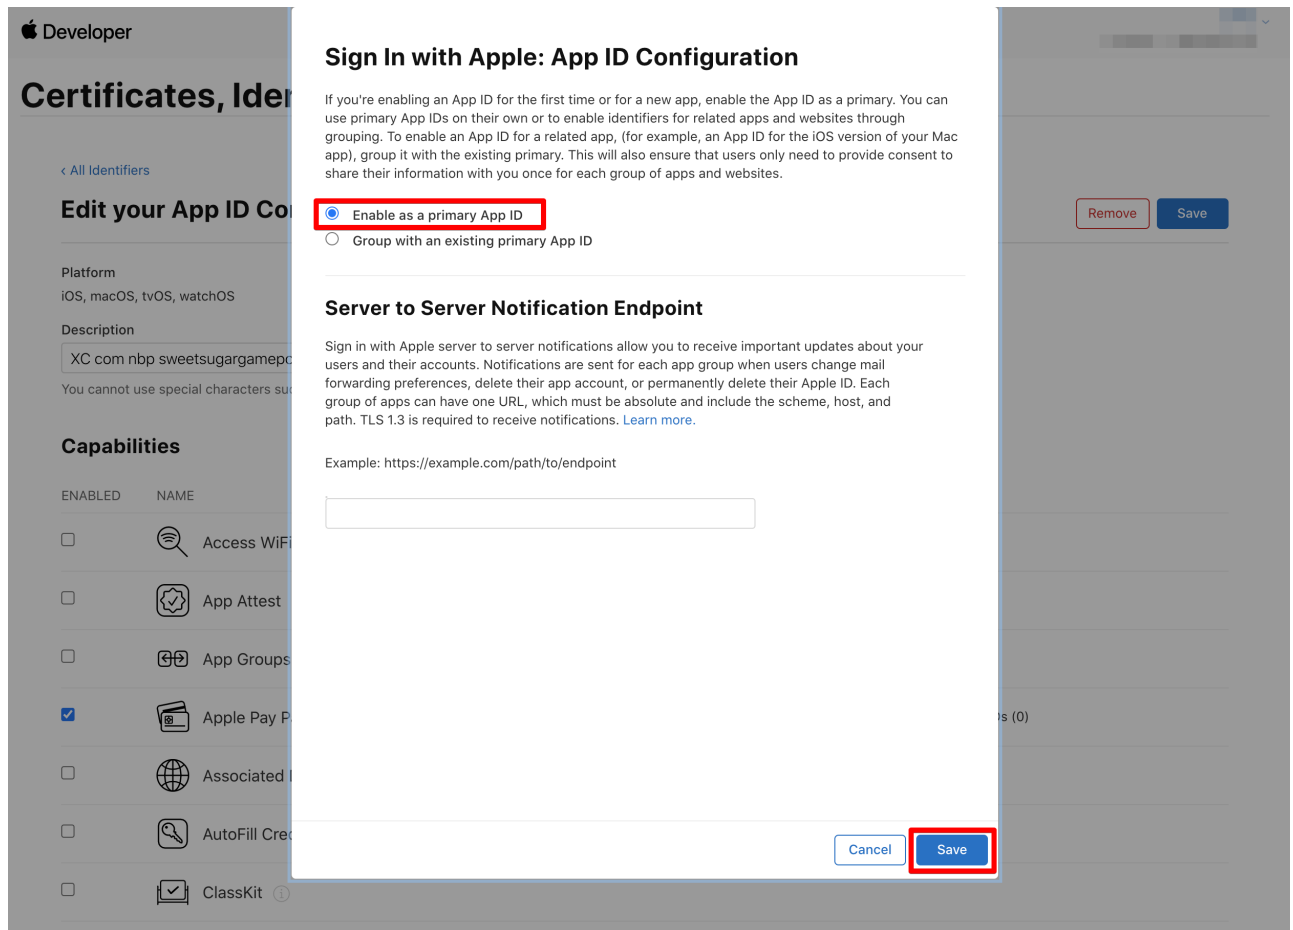 Developer
Certificates, Iden
‹ All Identifiers
Edit your App ID Co
Remove
Save
Platform
iOS, macOS, tvOS, watchOS
Description
XC com nbp sweetsugargamepo
You cannot use special characters suc
Capabilities
ENABLED NAME
Access WiFi
App Attest
App Groups
Apple Pay P
Ds (0)
Associated
AutoFill Cred
ClassKit
Sign In with Apple: App ID Configuration
If you're enabling an App ID for the first time or for a new app, enable the App ID as a primary. You can
use primary App IDs on their own or to enable identifiers for related apps and websites through
grouping. To enable an App ID for a related app, (for example, an App ID for the iOS version of your Mac
app), group it with the existing primary. This will also ensure that users only need to provide consent to
share their information with you once for each group of apps and websites.
Enable as a primary App ID
Group with an existing primary App ID
Server to Server Notification Endpoint
Sign in with Apple server to server notifications allow you to receive important updates about your
users and their accounts. Notifications are sent for each app group when users change mail
forwarding preferences, delete their app account, or permanently delete their Apple ID. Each
group of apps can have one URL, which must be absolute and include the scheme, host, and
path. TLS 1.3 is required to receive notifications. Learn more.
Example: https://example.com/path/to/endpoint
Cancel
Save